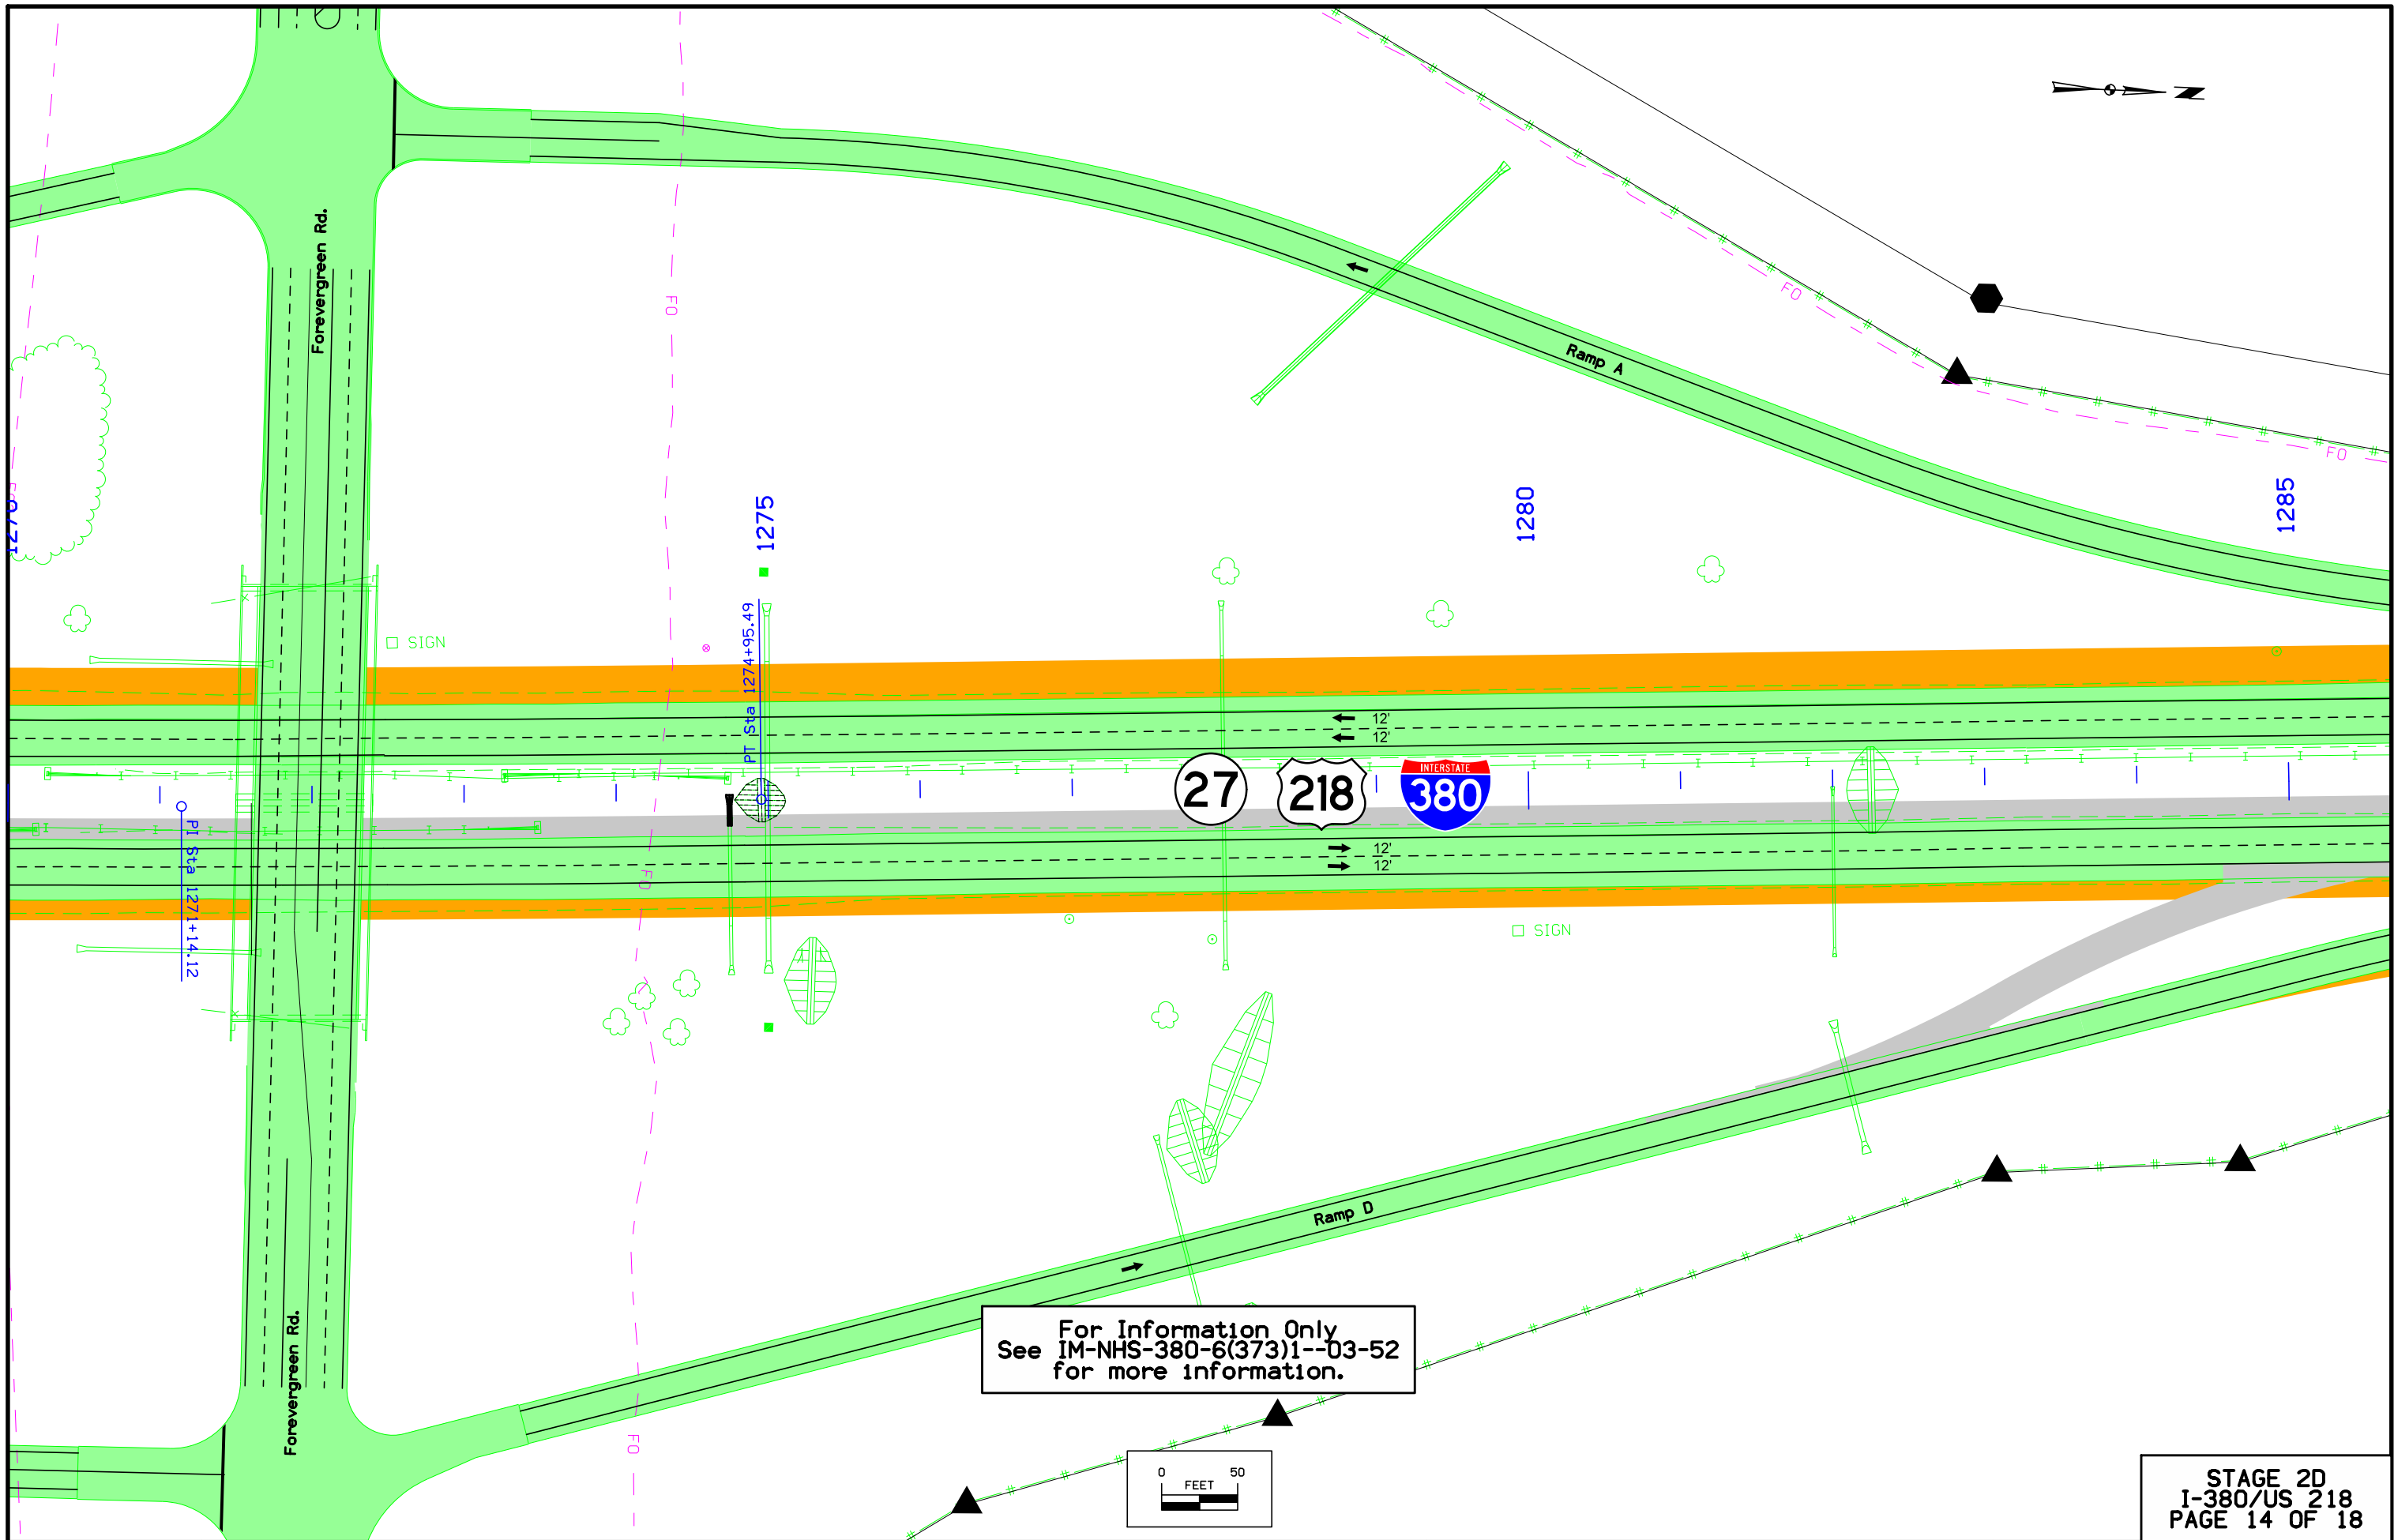 N
Forevergreen Rd.
FO
FO
Ramp A
FO
1270
1275
1280
1285
SIGN
PT Sta 1274+95.49
12'
12'
27
218
INTERSTATE
380
PI Sta 1271+14.12
12'
12'
FO
SIGN
Ramp D
Forevergreen Rd.
For Information Only
See IM-NHS-380-6(373)1--03-52
for more information.
FO
0 50
FEET
STAGE 2D
I-380/US 218
PAGE 14 OF 18